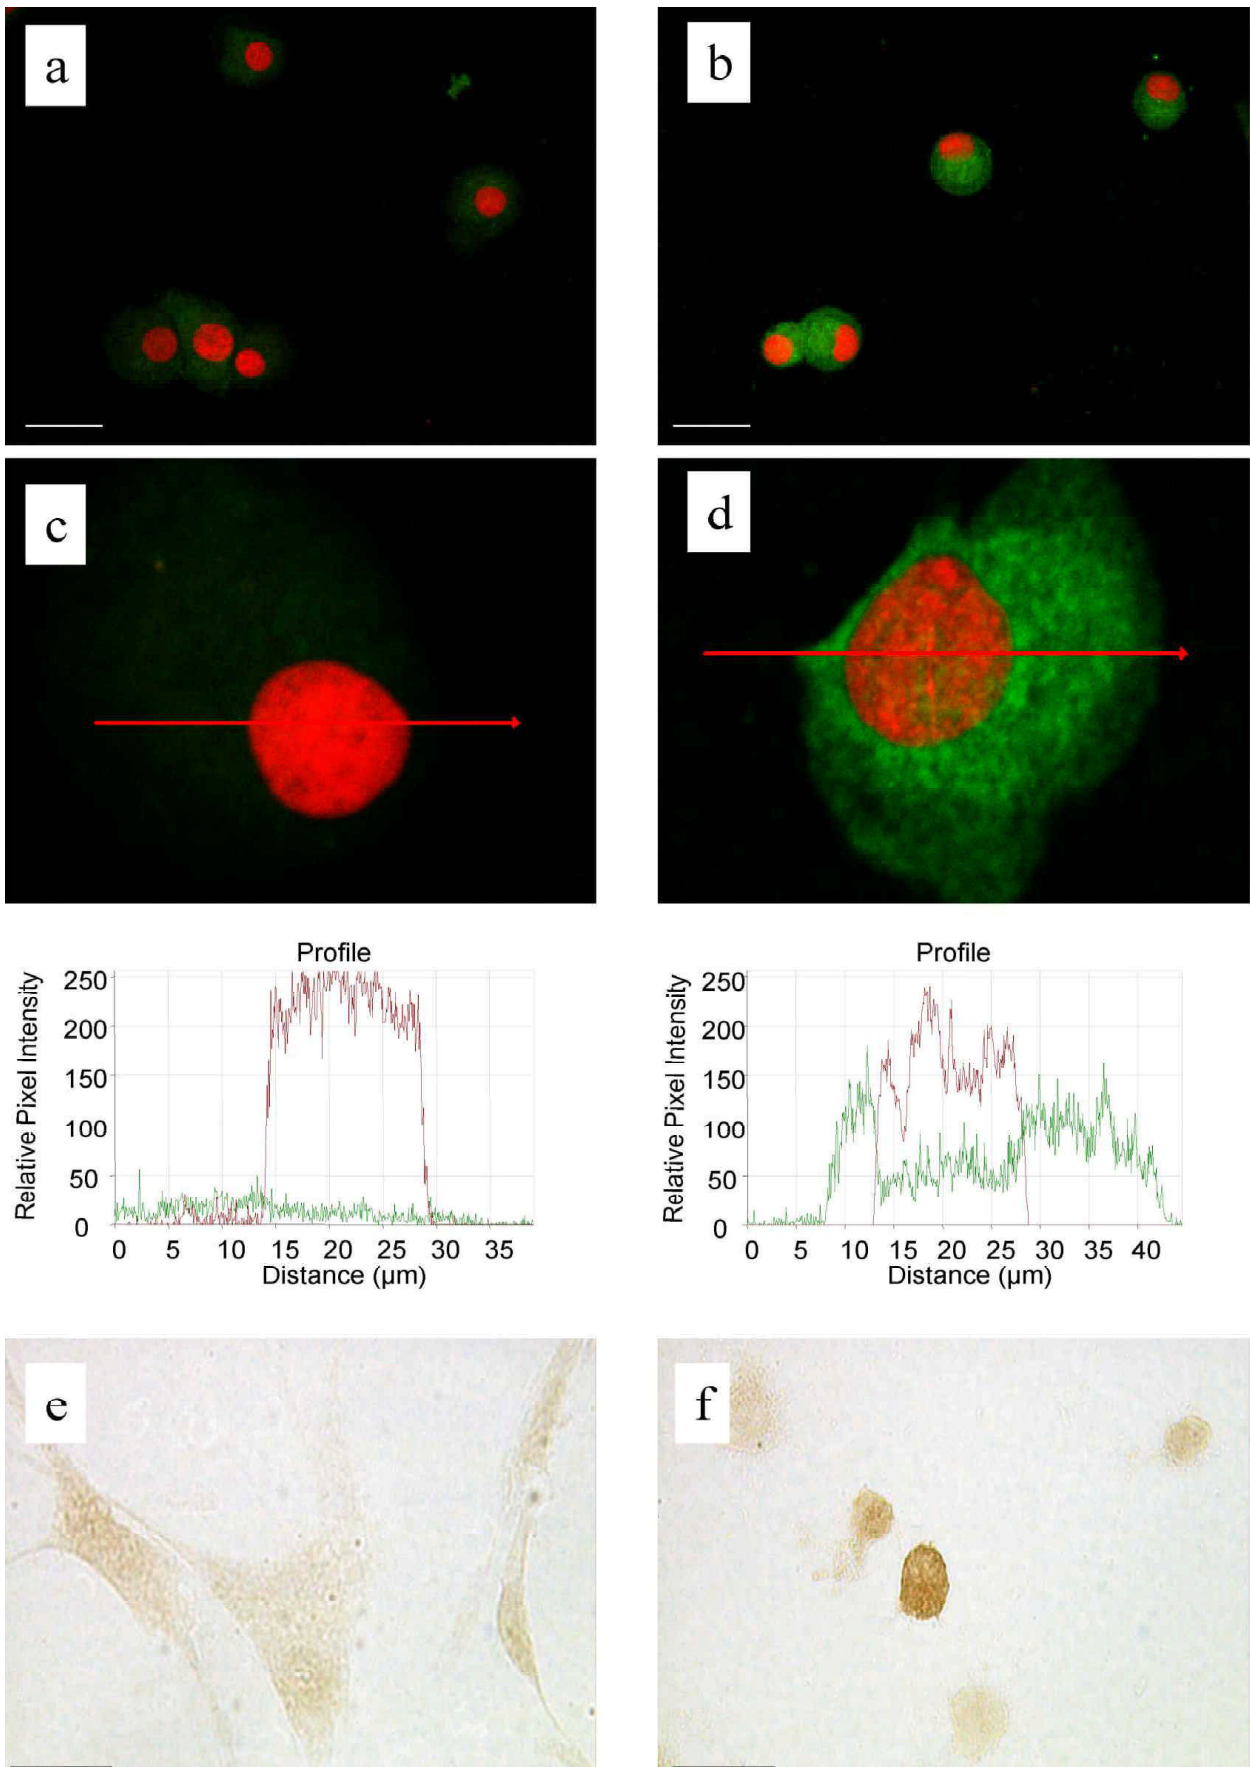 a
b
c
d
Profile
Relative Pixel Intensity
250
200
150
100
50
0
0 5 10 15 20 25 30 35
Distance (µm)
Profile
Relative Pixel Intensity
250
200
150
100
50
0
0 5 10 15 20 25 30 35 40
Distance (µm)
e
f